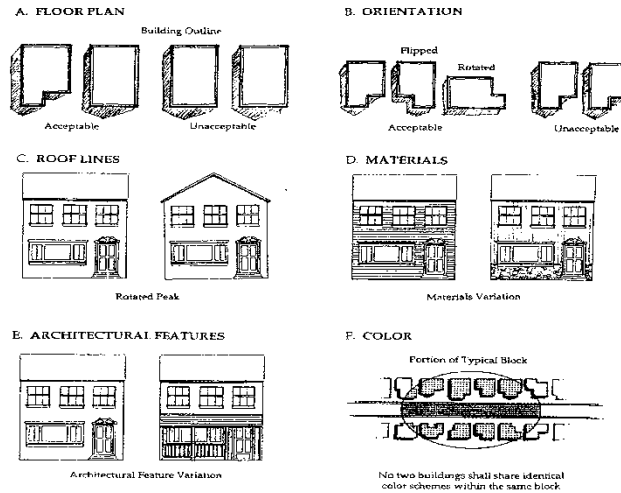 A. FLOOR PLAN
Building Outline
Acceptable
Unacceptable
B. ORIENTATION
Flipped
Rotated
Acceptable
Unacceptable
C. ROOF LINES
Rotated Peak
D. MATERIALS
Materials Variation
E. ARCHITECTURAL FEATURES
Architectural Feature Variation
F. COLOR
Portion of Typical Block
No two buildings shall share identical
color schemes within the same block